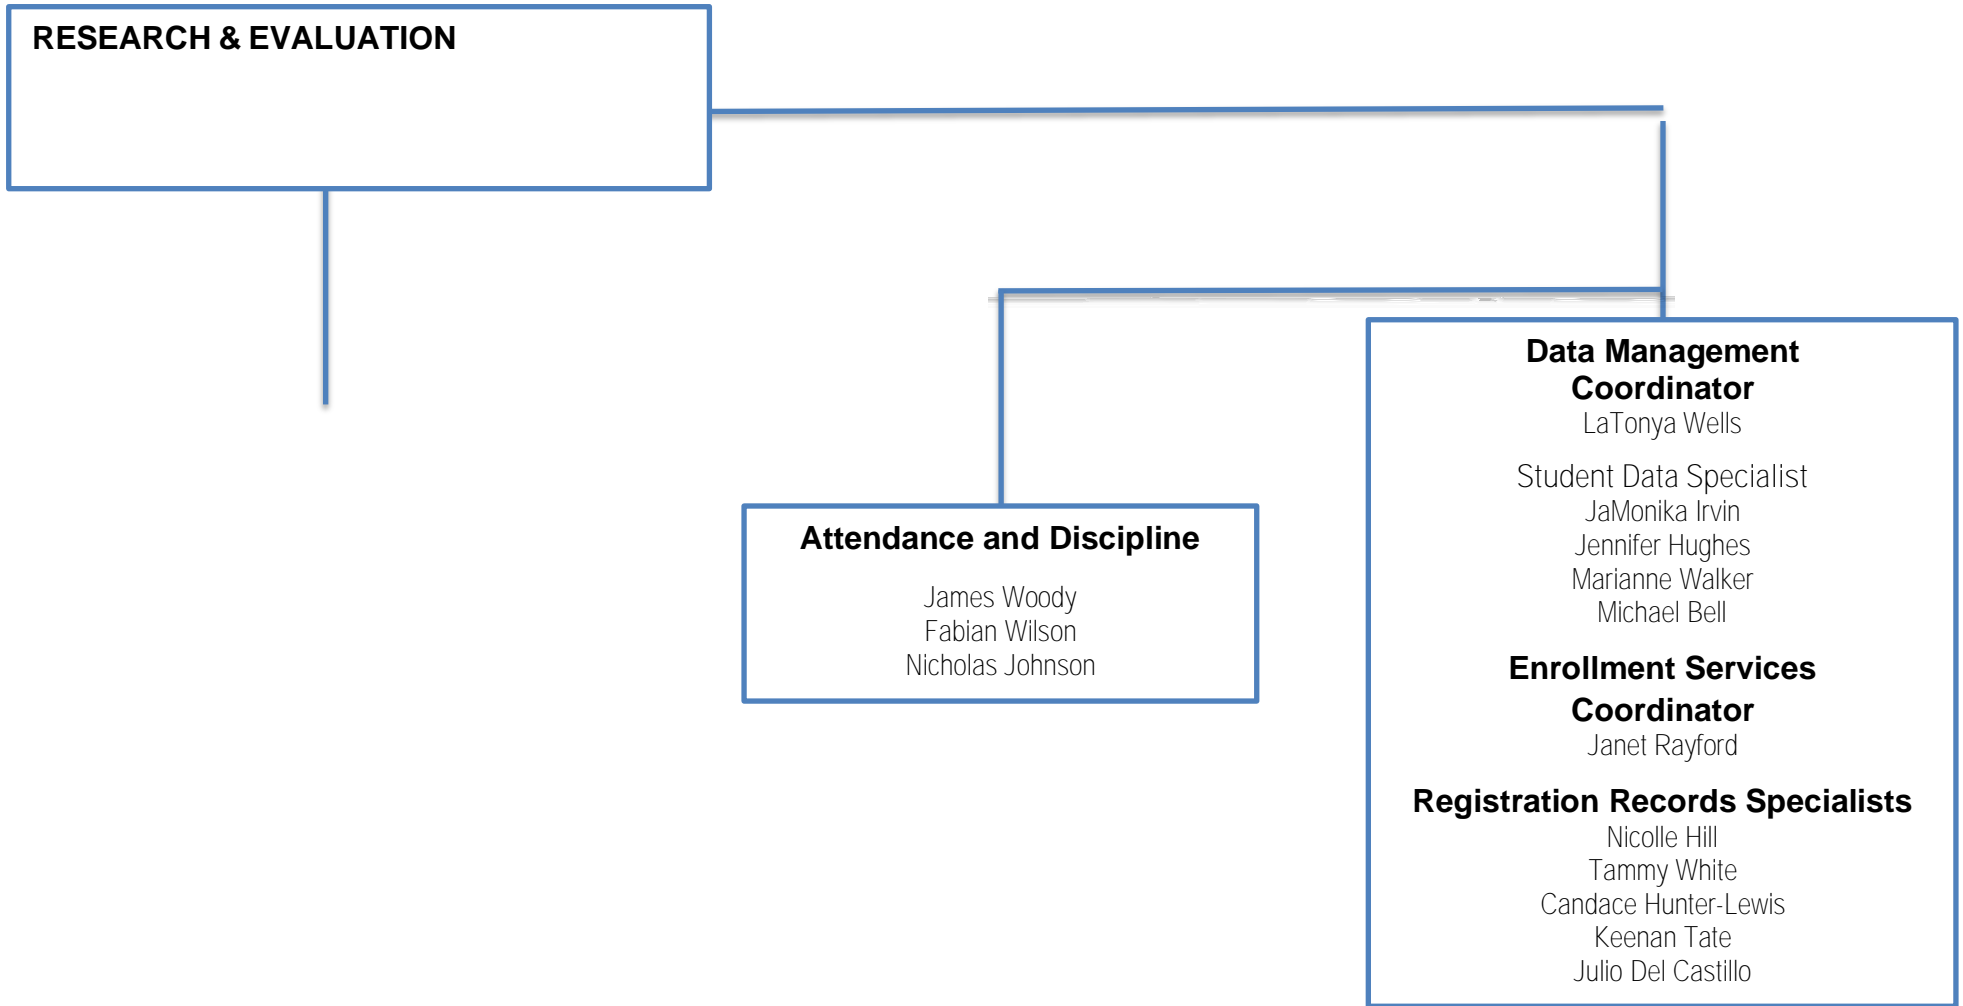 RESEARCH & EVALUATION
Attendance and Discipline
James Woody
Fabian Wilson
Nicholas Johnson
Data Management
Coordinator
LaTonya Wells
Student Data Specialist
JaMonika Irvin
Jennifer Hughes
Marianne Walker
Michael Bell
Enrollment Services
Coordinator
Janet Rayford
Registration Records Specialists
Nicolle Hill
Tammy White
Candace Hunter-Lewis
Keenan Tate
Julio Del Castillo